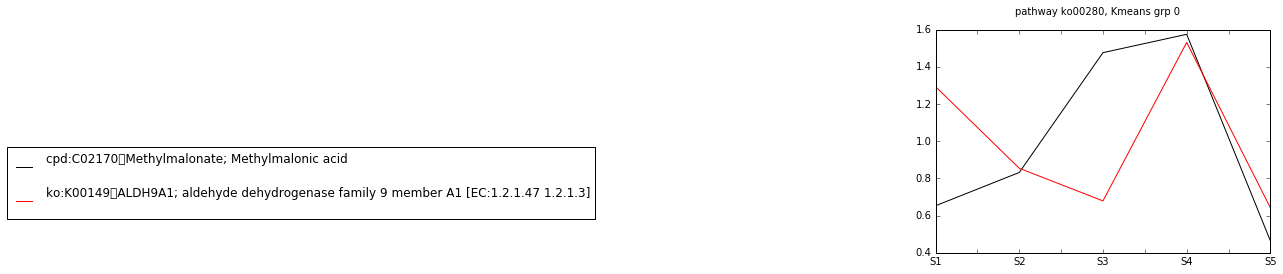 pathway ko00280, Kmeans grp 0
1.6
1.4
1.2
1.0
0.8
0.6
0.4
S1 S2 S3 S4 S5
cpd:C02170▯Methylmalonate; Methylmalonic acid
ko:K00149▯ALDH9A1; aldehyde dehydrogenase family 9 member A1 [EC:1.2.1.47 1.2.1.3]